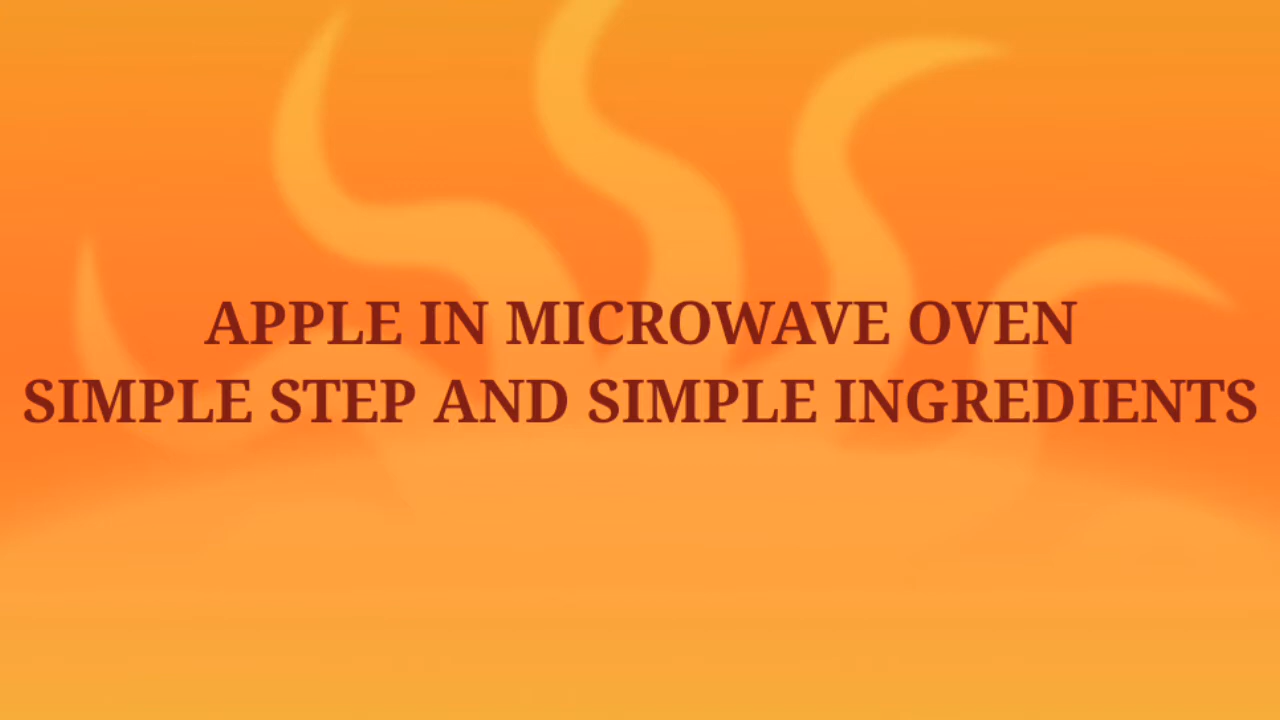 APPLE IN MICROWAVE OVEN
SIMPLE STEP AND SIMPLE INGREDIENTS